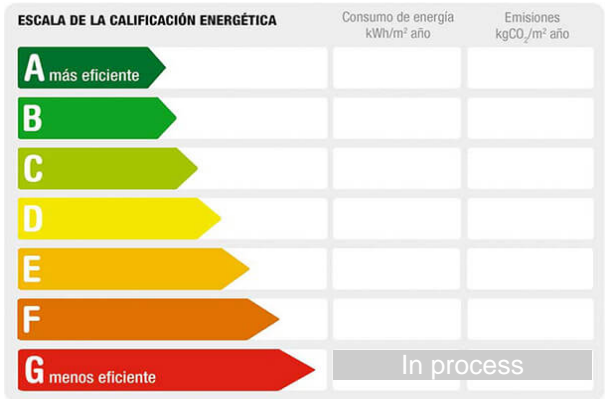 ESCALA DE LA CALIFICACIÓN ENERGÉTICA
Consumo de energía
kWh/m² año
Emisiones
kgCO₂/m² año
A más eficiente
B
C
D
E
F
G menos eficiente
In process